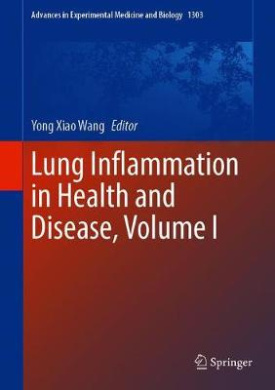 Advances in Experimental Medicine and Biology 1303
Yong Xiao Wang Editor
Lung Inflammation
in Health and
Disease, Volume I
Springer